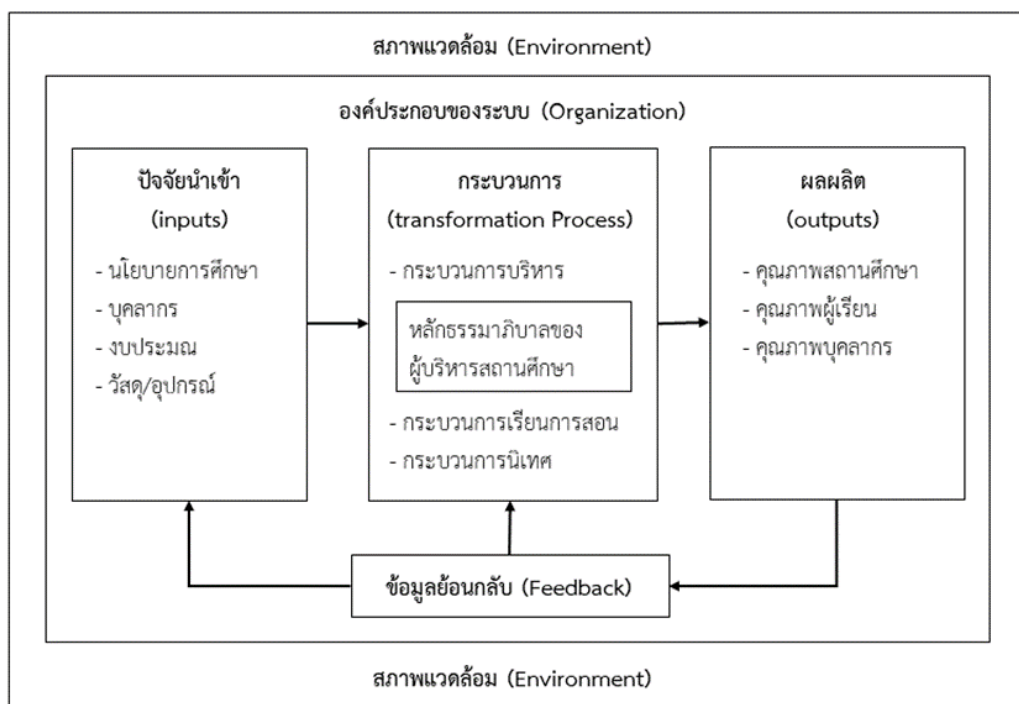 สภาพแวดล้อม (Environment)
องค์ประกอบของระบบ (Organization)
ปัจจัยนำเข้า
(inputs)
- นโยบายการศึกษา
- บุคลากร
- งบประมณ
- วัสดุ/อุปกรณ์
กระบวนการ
(transformation Process)
- กระบวนการบริหาร
หลักธรรมาภิบาลของ
ผู้บริหารสถานศึกษา
- กระบวนการเรียนการสอน
- กระบวนการนิเทศ
ผลผลิต
(outputs)
- คุณภาพสถานศึกษา
- คุณภาพผู้เรียน
- คุณภาพบุคลากร
ข้อมูลย้อนกลับ (Feedback)
สภาพแวดล้อม (Environment)